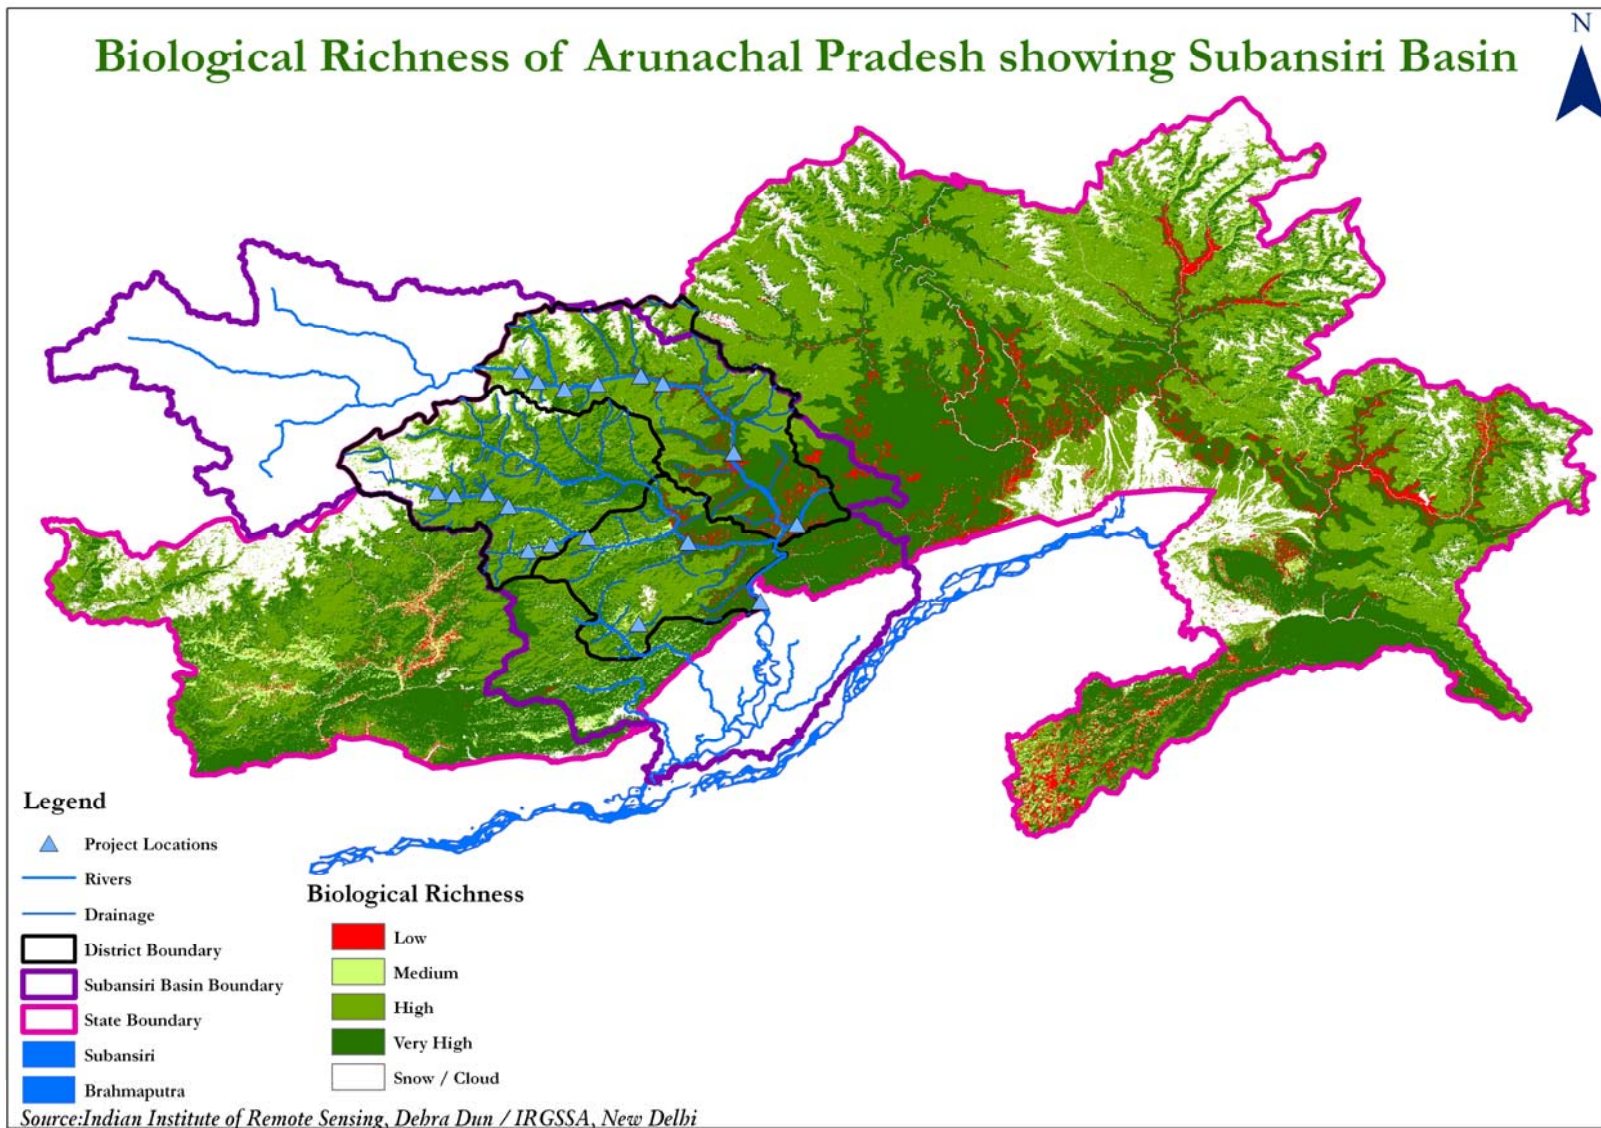 Biological Richness of Arunachal Pradesh showing Subansiri Basin
N
Legend
Project Locations
Rivers
Drainage
District Boundary
Subansiri Basin Boundary
State Boundary
Subansiri
Brahmaputra
Biological Richness
Low
Medium
High
Very High
Snow / Cloud
Source:Indian Institute of Remote Sensing, Dehra Dun / IRGSSA, New Delhi